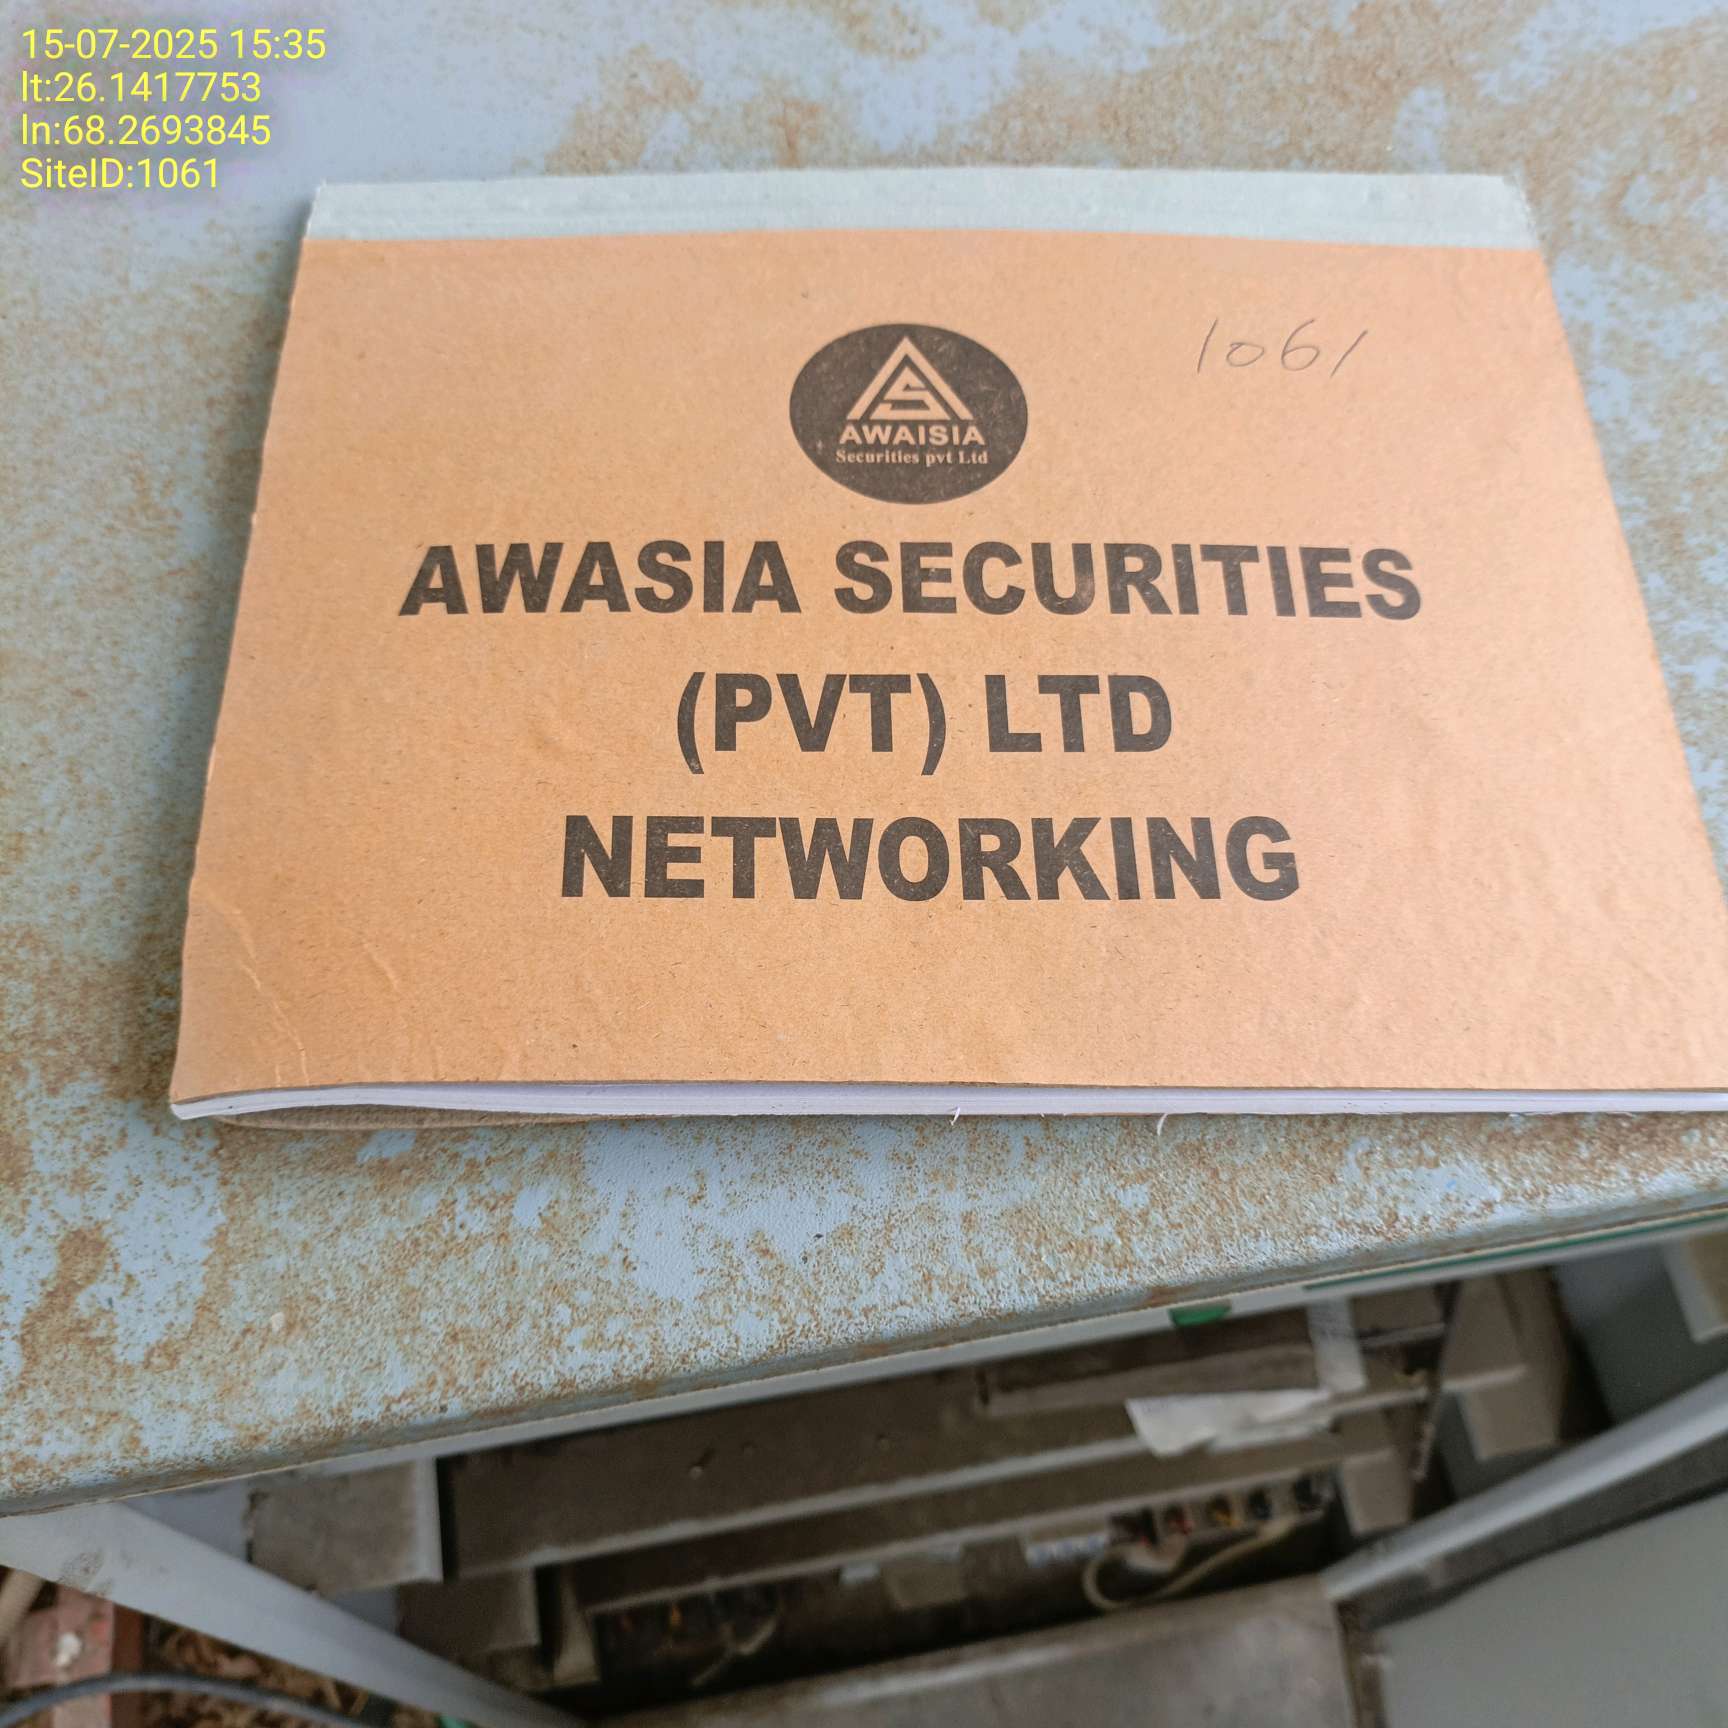 15-07-2025 15:35
lt:26.1417753
ln:68.2693845
SiteID:1061
1061
AWAISIA
Securities pvt Ltd
AWASIA SECURITIES
(PVT) LTD
NETWORKING